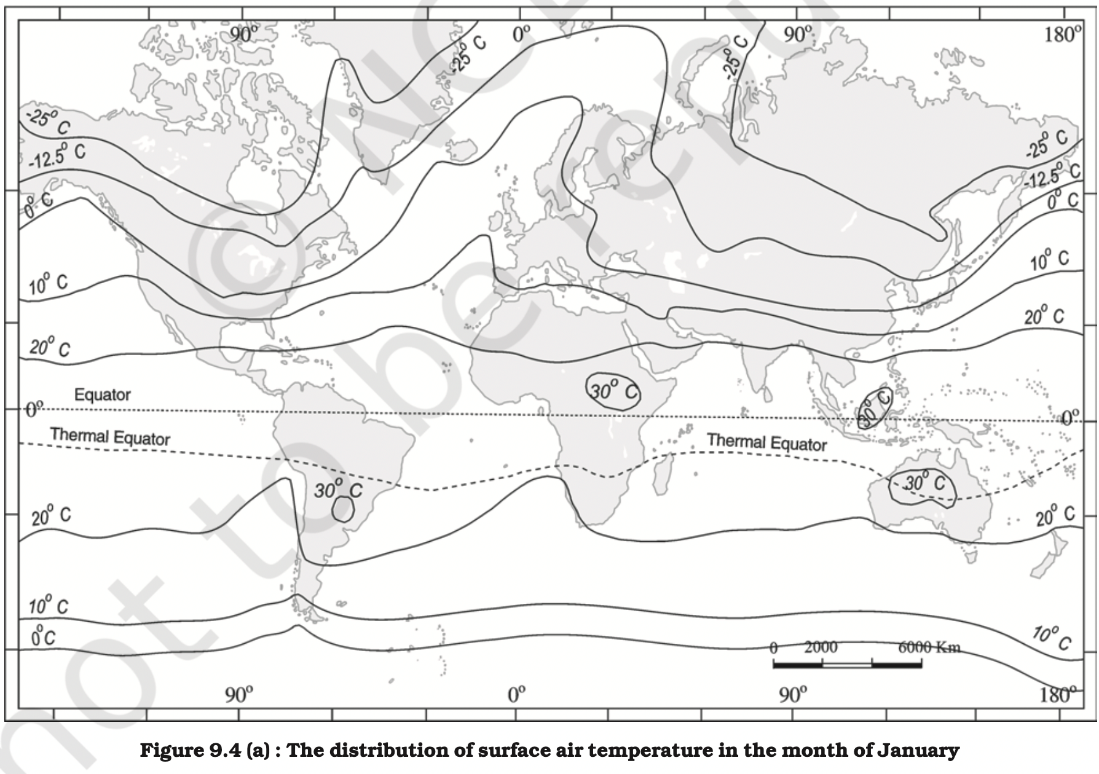 90°
0°
90°
180°
-25° C
-25° C
-25° C
-25° C
-12.5° C
-12.5° C
0° C
0° C
10° C
10° C
20° C
20° C
Equator
30° C
30° C
0°
0°
Thermal Equator
Thermal Equator
30° C
30° C
20° C
20° C
10° C
10° C
0°C
0 2000 6000 Km
90°
0°
90°
180°
© NC
not to be repu
Figure 9.4 (a) : The distribution of surface air temperature in the month of January